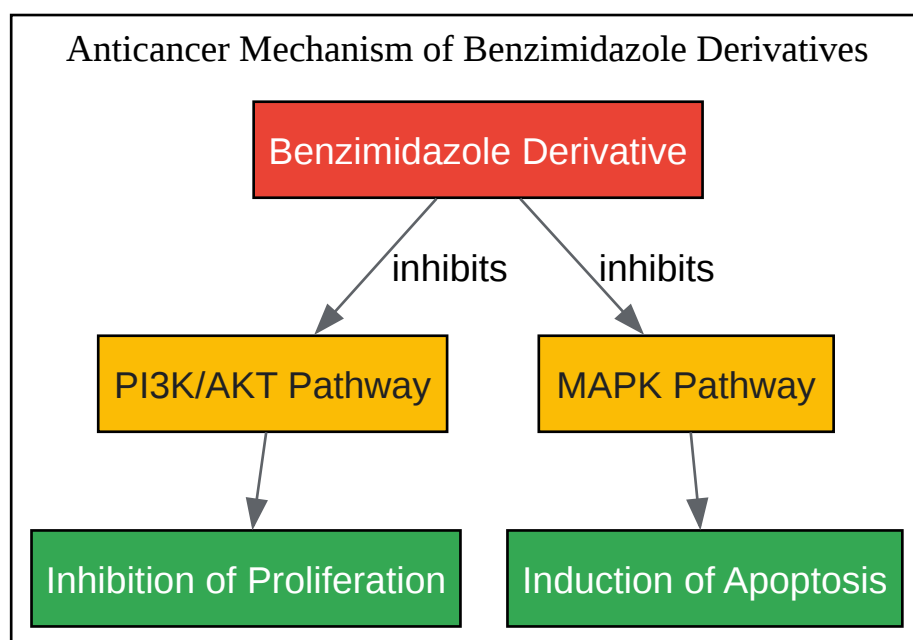 Anticancer Mechanism of Benzimidazole Derivatives
Benzimidazole Derivative
inhibits
inhibits
PI3K/AKT Pathway
MAPK Pathway
Inhibition of Proliferation
Induction of Apoptosis